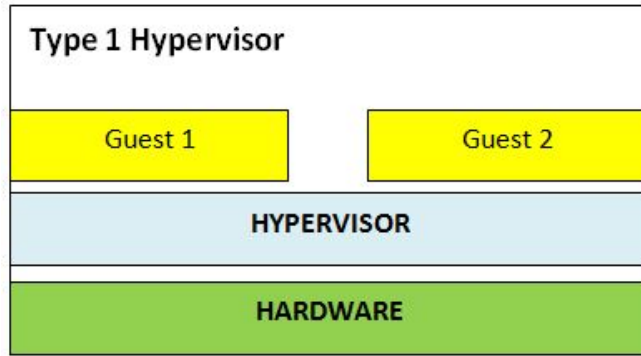 Type 1 Hypervisor
Guest 1
Guest 2
HYPERVISOR
HARDWARE